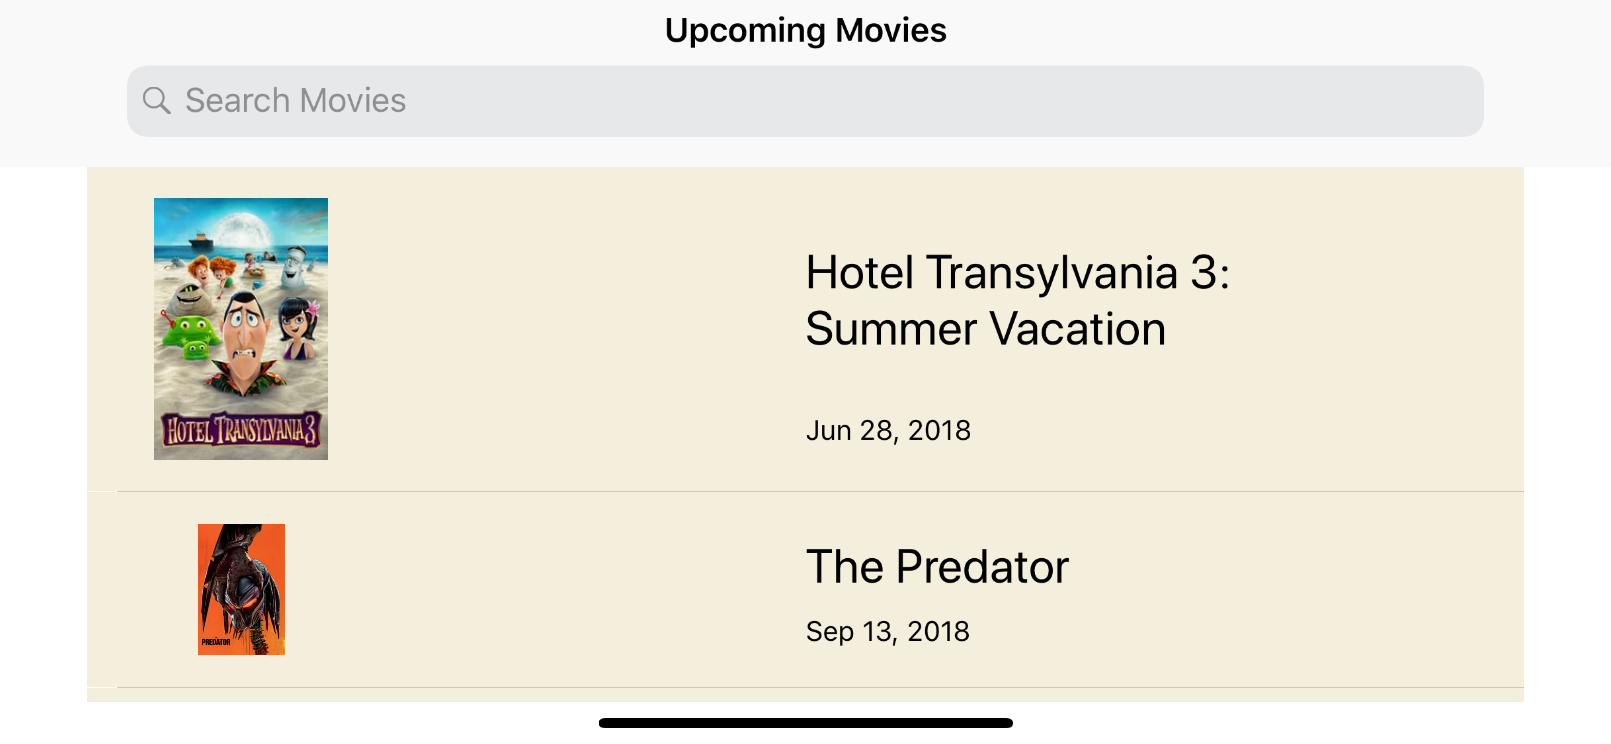 Upcoming Movies
Search Movies
HOTEL TRANSYLVANIA 3
Hotel Transylvania 3:
Summer Vacation
Jun 28, 2018
PREDATOR
The Predator
Sep 13, 2018